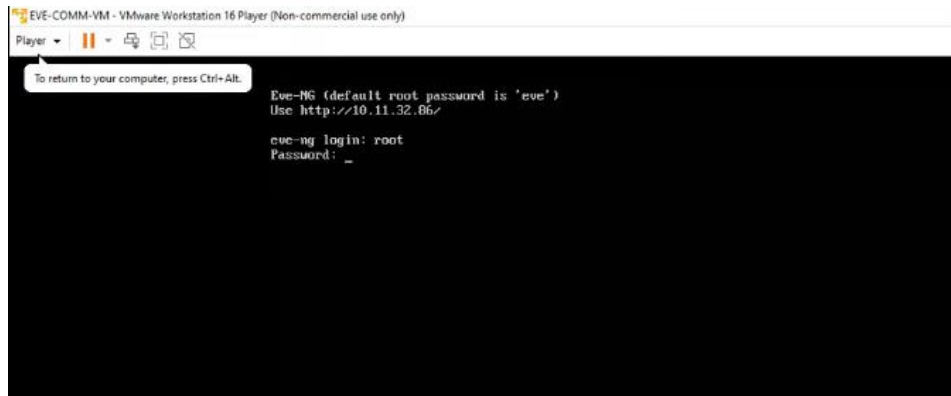 EVE-COMM-VM - VMware Workstation 16 Player (Non-commercial use only)
Player
To return to your computer, press Ctrl+Alt.
Eve-NG (default root password is 'eve')
Use http://10.11.32.86/
eve-ng login: root
Password: _